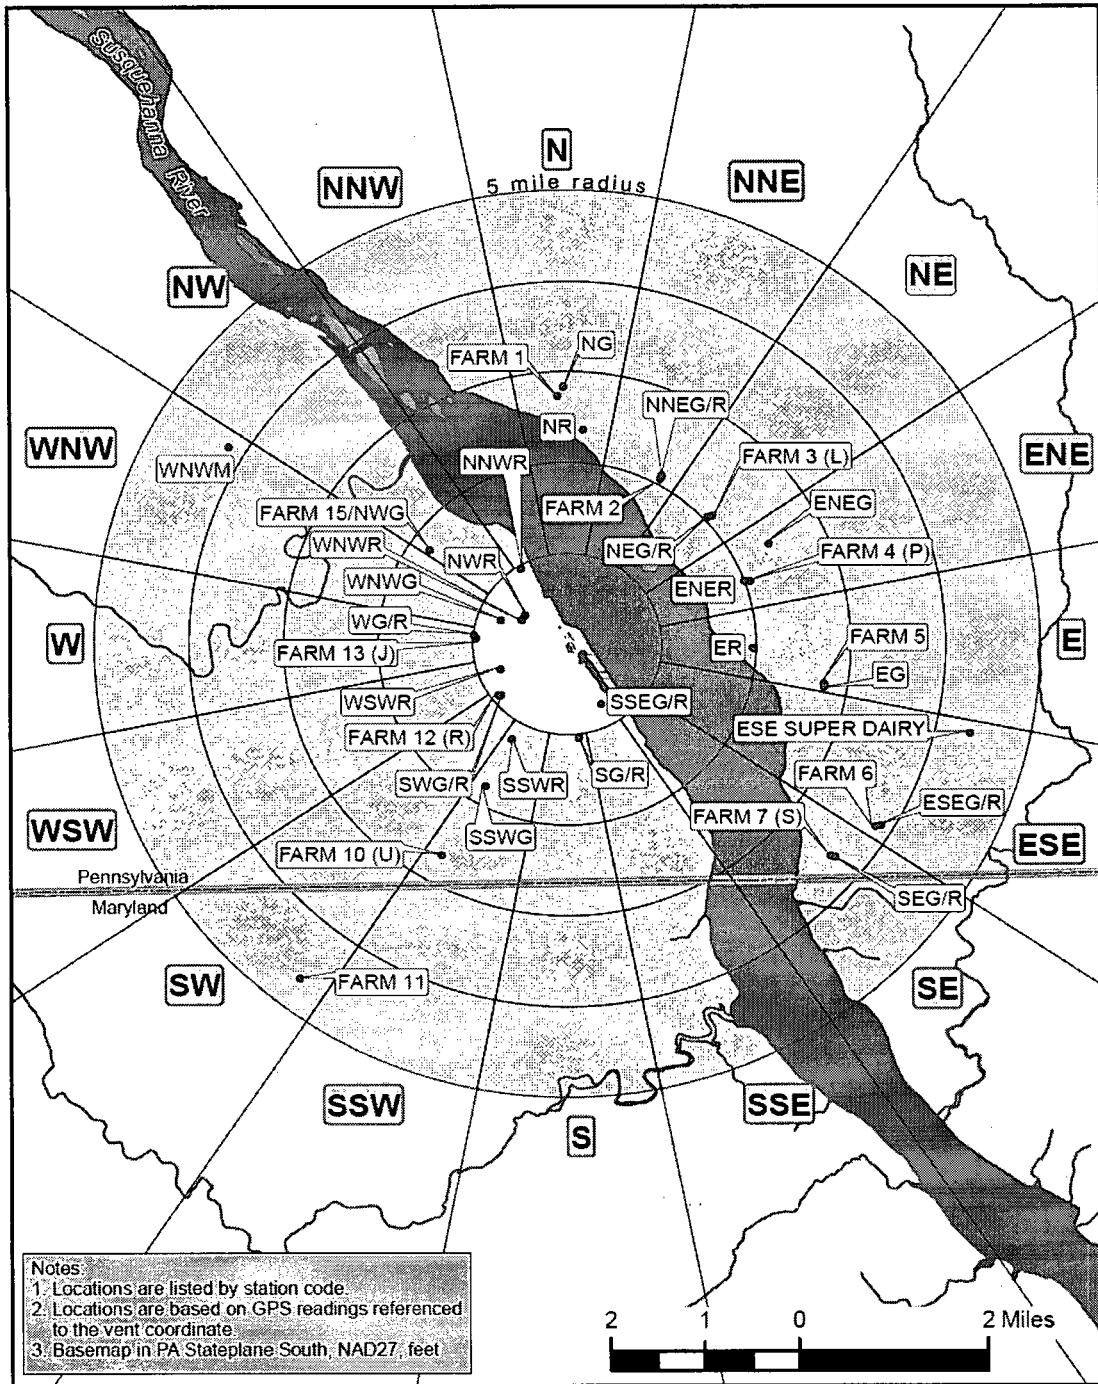 Susquehanna River
N
5 mile radius
NNW
NNE
NW
NE
FARM 1
NG
NNEG/R
NR
WNW
WNWM
NNWR
FARM 3 (L)
ENE
FARM 2
ENEG
FARM 15/NWG
NEG/R
FARM 4 (P)
WNWR
NWR
ENER
WNWG
WG/R
W
FARM 13 (J)
ER
FARM 5
E
EG
WSWR
SSEG/R
FARM 12 (R)
ESE SUPER DAIRY
SWG/R
SSWR
SG/R
FARM 6
ESEG/R
WSW
SSWG
FARM 7 (S)
ESE
FARM 10 (U)
Pennsylvania
Maryland
SEG/R
SW
FARM 11
SE
SSW
SSE
S
Notes:
1. Locations are listed by station code.
2. Locations are based on GPS readings referenced
to the vent coordinate.
3. Basemap in PA Stateplane South, NAD27, feet
2 1 0 2 Miles